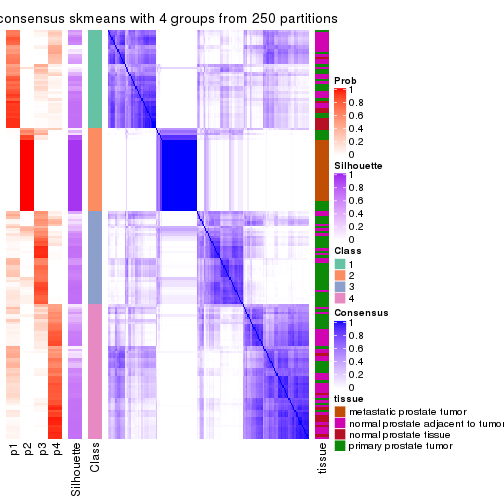 consensus skmeans with 4 groups from 250 partitions
Prob
1
0.8
0.6
0.4
0.2
0
Silhouette
1
0.8
0.6
0.4
0.2
0
Class
1
2
3
4
Consensus
1
0.8
0.6
0.4
0.2
0
tissue
metastatic prostate tumor
normal prostate adjacent to tumor
normal prostate tissue
primary prostate tumor
p1
p2
p3
p4
Silhouette
Class
tissue